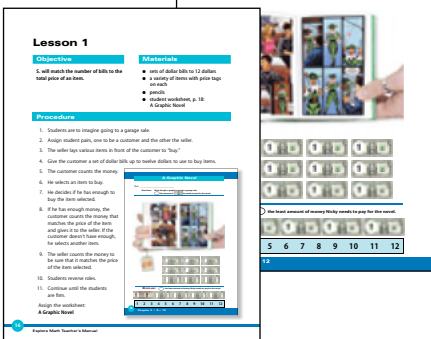 Lesson 1
Objective
S. will match the number of bills to the
total price of an item.
Materials
● sets of dollar bills to 12 dollars
● a variety of items with price tags
on each
● pencils
● student worksheet, p. 18:
A Graphic Novel
Procedure
1. Students are to imagine going to a garage sale.
2. Assign student pairs, one to be a customer and the other the seller.
3. The seller lays various items in front of the customer to "buy."
4. Give the customer a set of dollar bills up to twelve dollars to use to buy items.
5. The customer counts the money.
6. He selects an item to buy.
7. He decides if he has enough to
buy the item selected.
8. If he has enough money, the
customer counts the money that
matches the price of the item
and gives it to the seller. If the
customer doesn't have enough,
he selects another item.
9. The seller counts the money to
be sure that it matches the price
of the item selected.
10. Students reverse roles.
11. Continue until the students
are firm.
Assign the worksheet:
A Graphic Novel
A Graphic Novel
1 2 3 4 5 6 7 8 9 10 11 12
16
Explore Math Teacher's Manual
the least amount of money Nicky needs to pay for the novel.
5 6 7 8 9 10 11 12
12